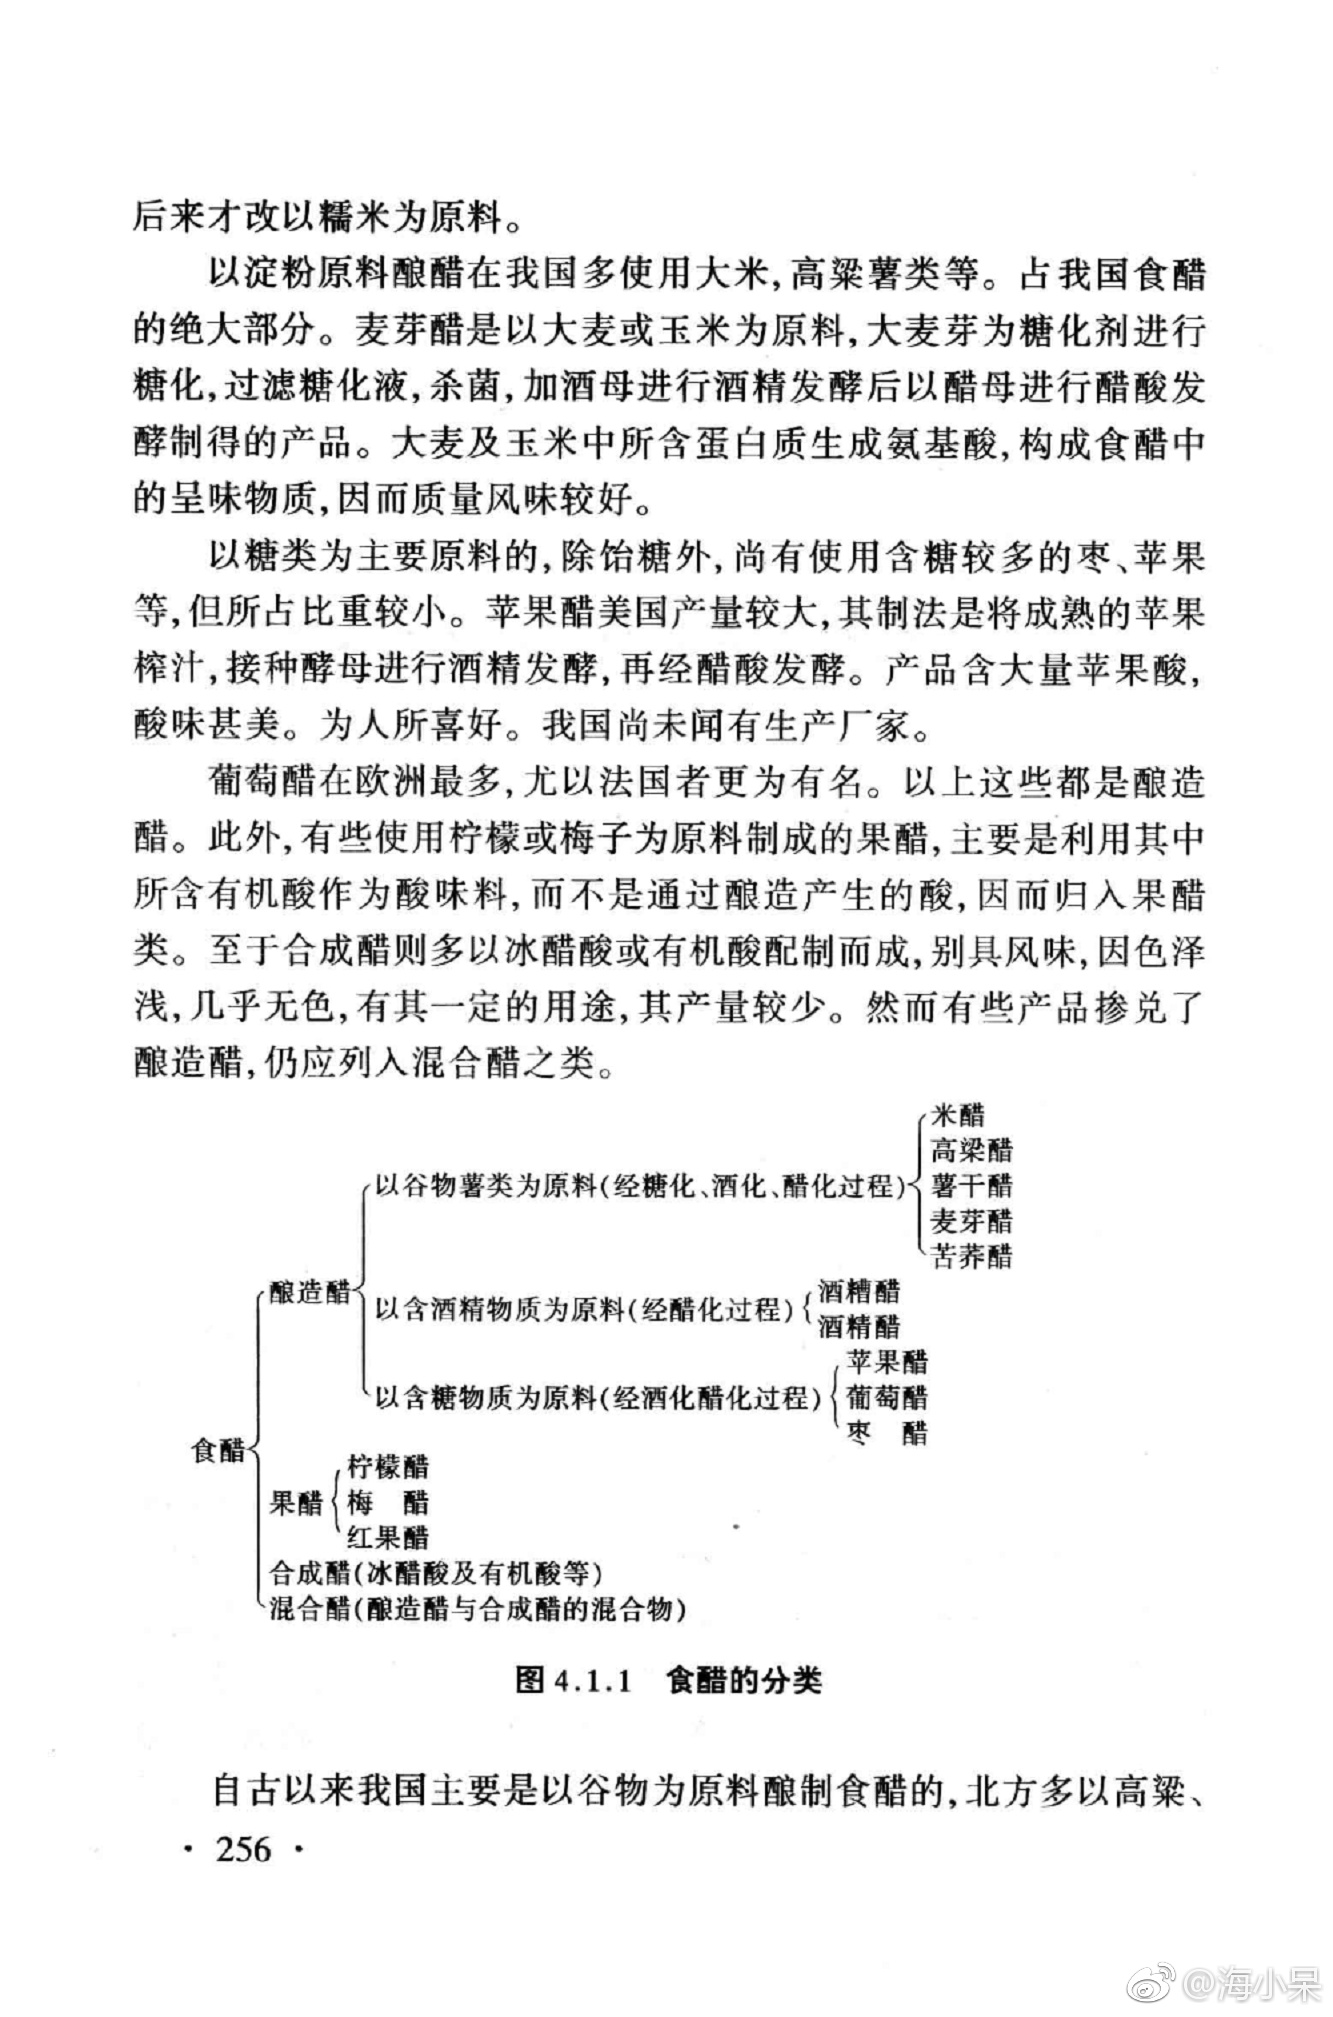 后来才改以糯米为原料。
以淀粉原料酿醋在我国多使用大米,高粱薯类等。占我国食醋
的绝大部分。麦芽醋是以大麦或玉米为原料,大麦芽为糖化剂进行
糖化,过滤糖化液,杀菌,加酒母进行酒精发酵后以醋母进行醋酸发
酵制得的产品。大麦及玉米中所含蛋白质生成氨基酸,构成食醋中
的呈味物质,因而质量风味较好。
以糖类为主要原料的,除饴糖外,尚有使用含糖较多的枣、苹果
等,但所占比重较小。苹果醋美国产量较大,其制法是将成熟的苹果
榨汁,接种酵母进行酒精发酵,再经醋酸发酵。产品含大量苹果酸,
酸味甚美。为人所喜好。我国尚未闻有生产厂家。
葡萄醋在欧洲最多,尤以法国者更为有名。以上这些都是酿造
醋。此外,有些使用柠檬或梅子为原料制成的果醋,主要是利用其中
所含有机酸作为酸味料,而不是通过酿造产生的酸,因而归入果醋
类。至于合成醋则多以冰醋酸或有机酸配制而成,别具风味,因色泽
浅,几乎无色,有其一定的用途,其产量较少。然而有些产品掺兑了
酿造醋,仍应列入混合醋之类。
食醋
酿造醋
以谷物薯类为原料(经糖化、酒化、醋化过程)
米醋
高梁醋
薯干醋
麦芽醋
苦荞醋
以含酒精物质为原料(经醋化过程)
酒糟醋
酒精醋
以含糖物质为原料(经酒化醋化过程)
苹果醋
葡萄醋
枣 醋
果醋
柠檬醋
梅 醋
红果醋
合成醋(冰醋酸及有机酸等)
混合醋(酿造醋与合成醋的混合物)
图 4.1.1 食醋的分类
自古以来我国主要是以谷物为原料酿制食醋的,北方多以高粱、
· 256 ·
@海小呆